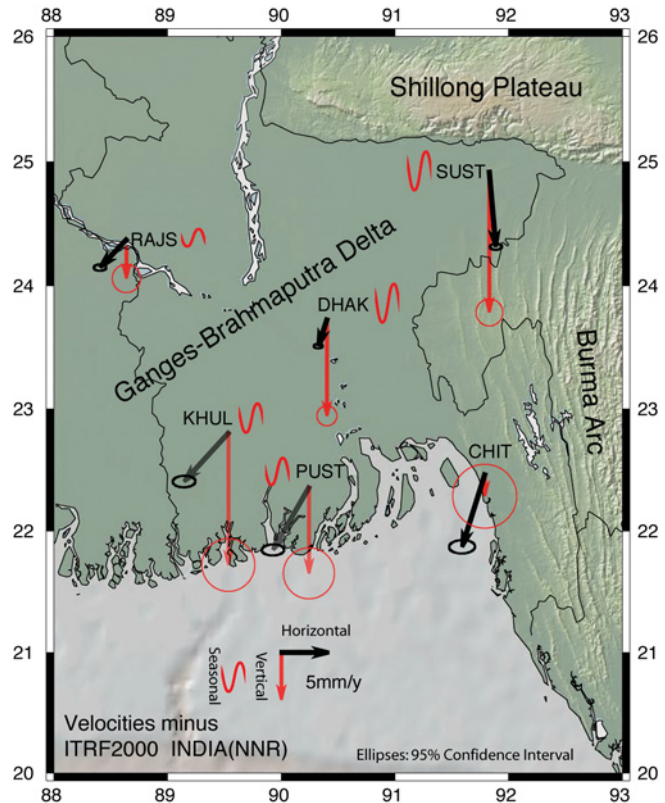 88 89 90 91 92 93
26 26
Shillong Plateau
25 25
SUST
RAJS
24 24
DHAK
Ganges-Brahmaputra Delta
Burma Arc
23 23
KHUL
CHIT
PUST
22 22
Horizontal
Seasonal
Vertical
21 21
5mm/y
Velocities minus
ITRF2000 INDIA(NNR)
Ellipses: 95% Confidence Interval
20 20
88 89 90 91 92 93